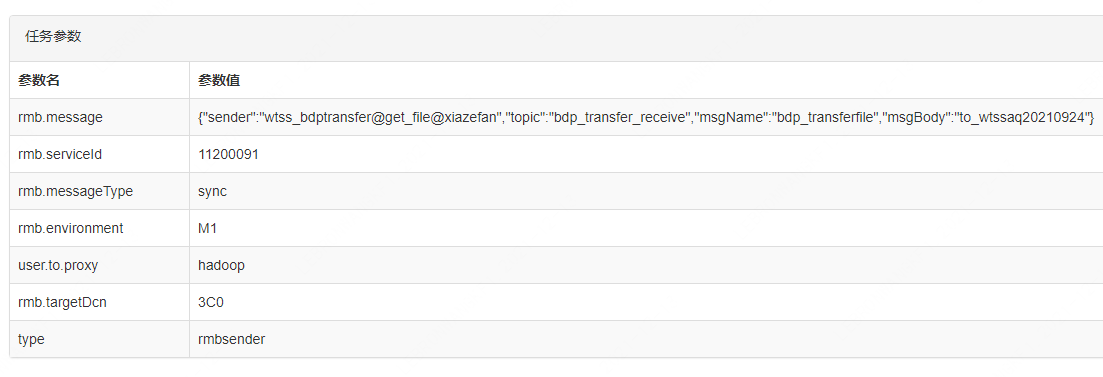 任务参数
参数名 参数值
rmb.message {"sender":"wtss_bdptransfer@get_file@xiazefan","topic":"bdp_transfer_receive","msgName":"bdp_transferfile","msgBody":"to_wtssaq20210924"}
rmb.serviceId 11200091
rmb.messageType sync
rmb.environment M1
user.to.proxy hadoop
rmb.targetDcn 3C0
type rmbsender